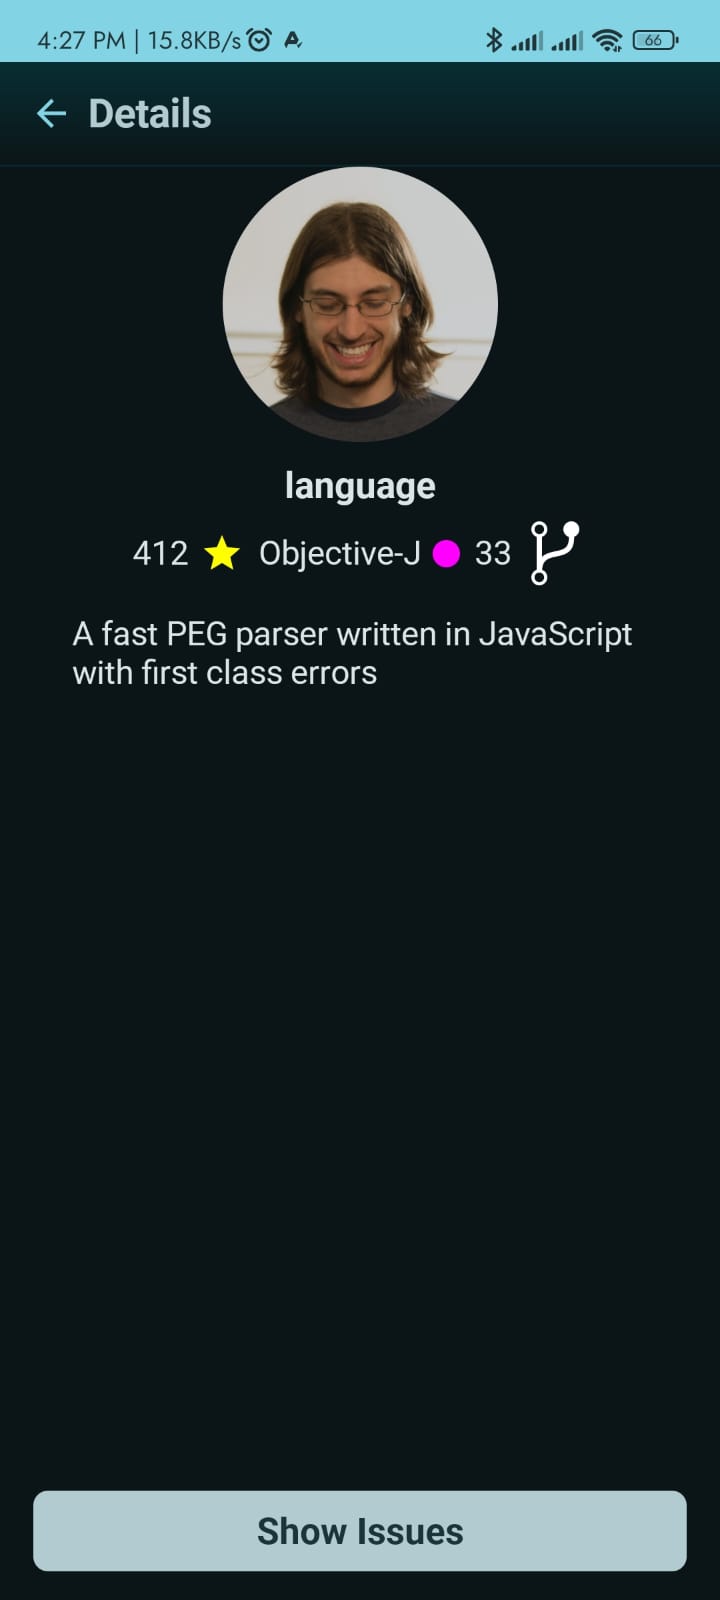 4:27 PM | 15.8KB/s
66
Details
language
412 Objective-J 33
A fast PEG parser written in JavaScript
with first class errors
Show Issues